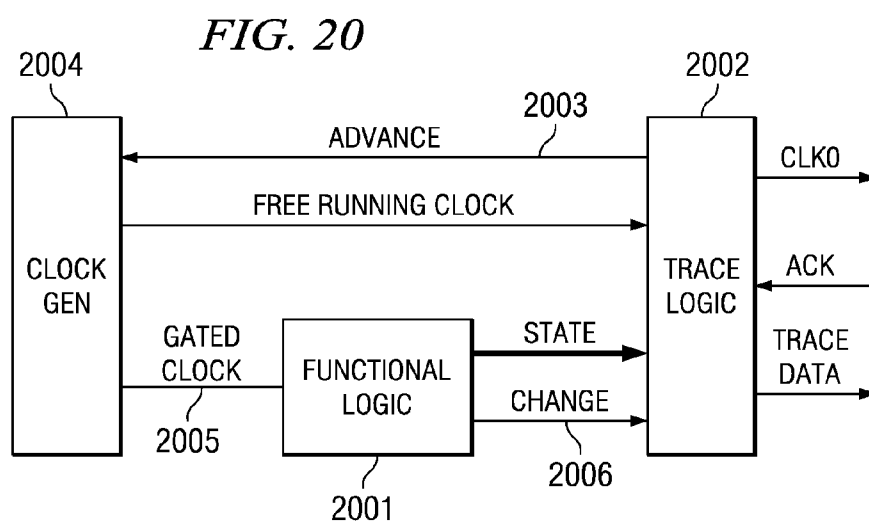 FIG. 20
2004
2002
2003
ADVANCE
CLK0
FREE RUNNING CLOCK
CLOCK
GEN
TRACE
LOGIC
ACK
GATED
CLOCK
2005
FUNCTIONAL
LOGIC
STATE
CHANGE
2006
TRACE
DATA
2001